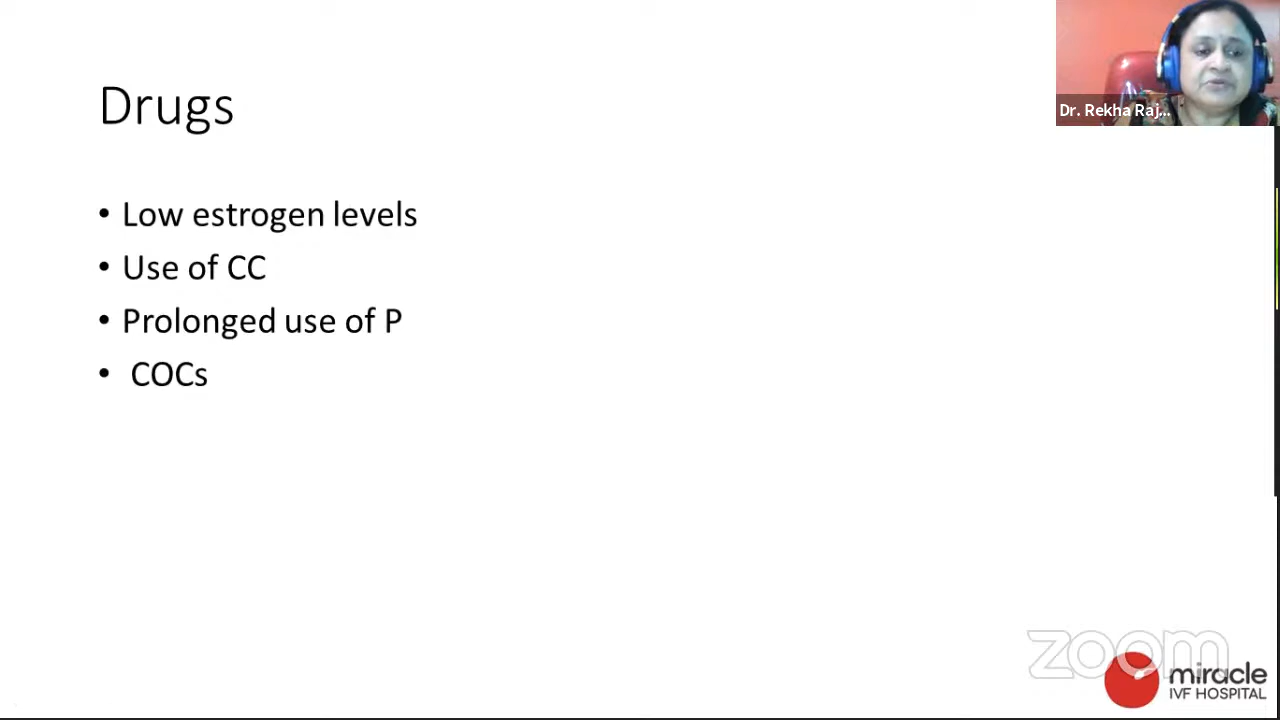 Drugs
• Low estrogen levels
• Use of CC
• Prolonged use of P
• COCs
Dr. Rekha Raj...
zoom
miracle
IVF HOSPITAL